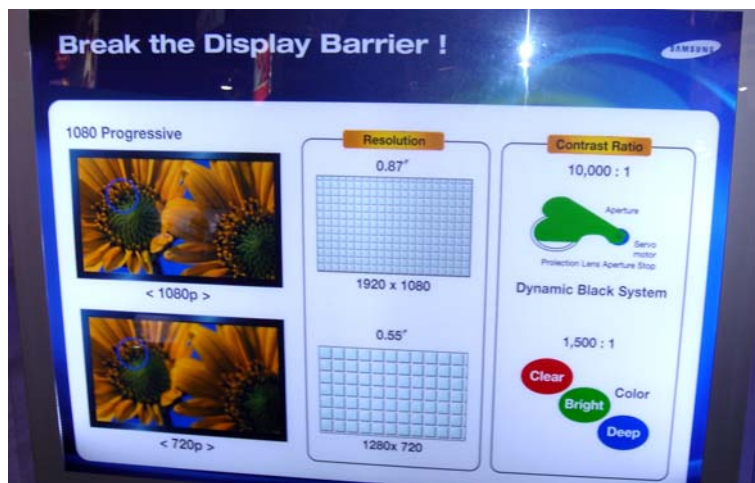 Break the Display Barrier !
SAMSUNG
1080 Progressive
< 1080p >
< 720p >
Resolution
0.87″
1920 x 1080
0.55″
1280x 720
Contrast Ratio
10,000 : 1
Aperture
Servo
motor
Protection Lens Aperture Stop
Dynamic Black System
1,500 : 1
Clear
Color
Bright
Deep